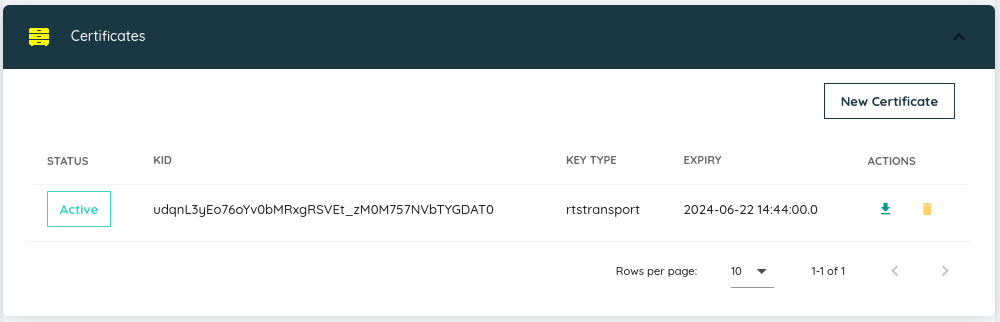 Certificates
New Certificate
STATUS KID KEY TYPE EXPIRY ACTIONS
Active udqnL3yEo76oYv0bMRxgRSVEt_zM0M757NVbTYGDAT0 rtstransport 2024-06-22 14:44:00.0
Rows per page: 10 1-1 of 1